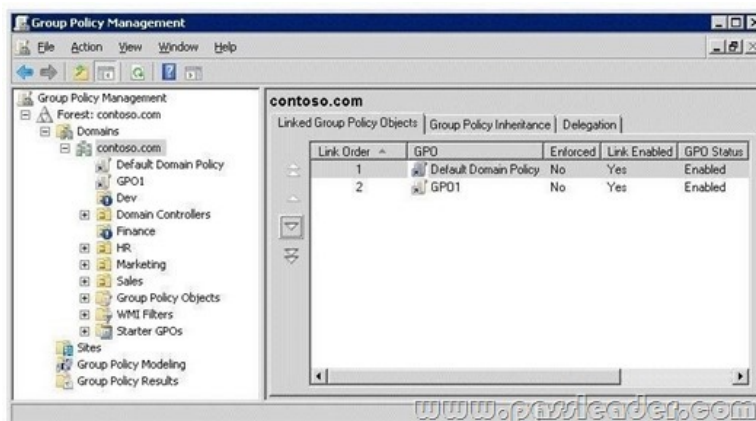 Group Policy Management
File Action View Window Help
Group Policy Management
Forest: contoso.com
Domains
contoso.com
Default Domain Policy
GPO1
Dev
Domain Controllers
Finance
HR
Marketing
Sales
Group Policy Objects
WMI Filters
Starter GPOs
Sites
Group Policy Modeling
Group Policy Results
contoso.com
Linked Group Policy Objects Group Policy Inheritance Delegation
Link Order GPO Enforced Link Enabled GPO Status
1 Default Domain Policy No Yes Enabled
2 GPO1 No Yes Enabled
www.passleader.com